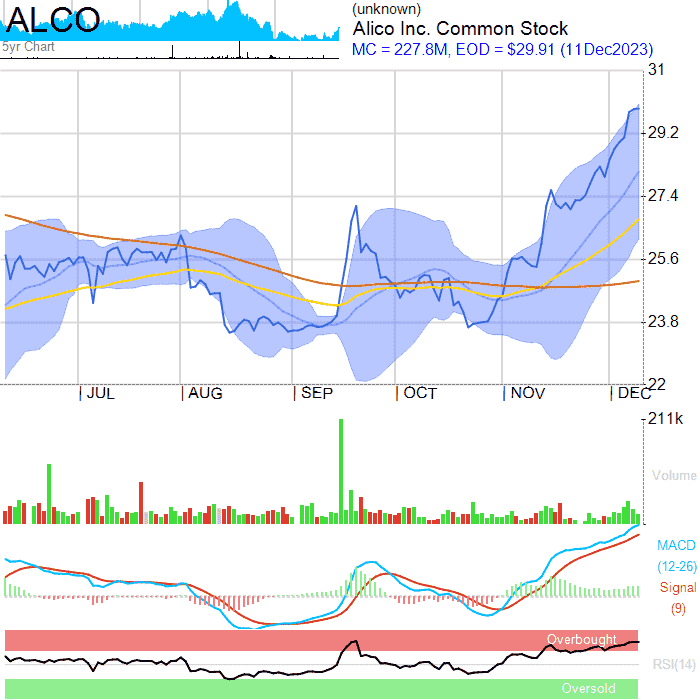 ALCO
5yr Chart
(unknown)
Alico Inc. Common Stock
MC = 227.8M, EOD = $29.91 (11Dec2023)
31
29.2
27.4
25.6
23.8
22
| JUL | AUG | SEP | OCT | NOV | DEC
211k
Volume
MACD
(12-26)
Signal
(9)
Overbought
RSI(14)
Oversold